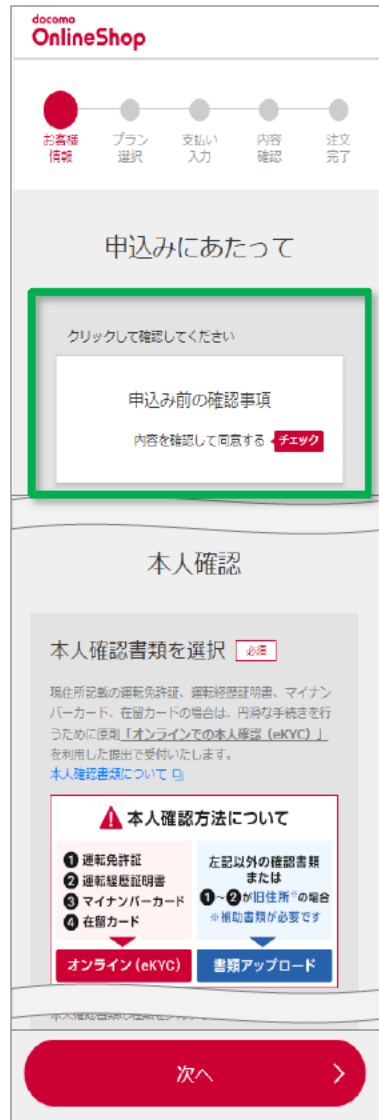 docomo
OnlineShop
お客様
情報
プラン
選択
支払い
入力
内容
確認
注文
完了
申込みにあたって
クリックして確認してください
申込み前の確認事項
内容を確認して同意する チェック
本人確認
本人確認書類を選択 必須
現住所記載の運転免許証、運転経歴証明書、マイナン
バーカード、在留カードの場合は、円滑な手続きを行
うために原則「オンラインでの本人確認（eKYC）」
を利用した提出で受付いたします。
本人確認書類について
本人確認方法について
❶ 運転免許証
❷ 運転経歴証明書
❸ マイナンバーカード
❹ 在留カード
オンライン（eKYC）
左記以外の確認書類
または
❶～❷が旧住所※の場合
※補助書類が必要です
書類アップロード
次へ